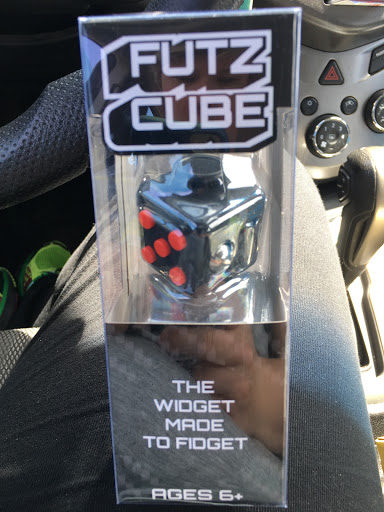 FUTZ
CUBE
THE
WIDGET
MADE
TO FIDGET
AGES 6+